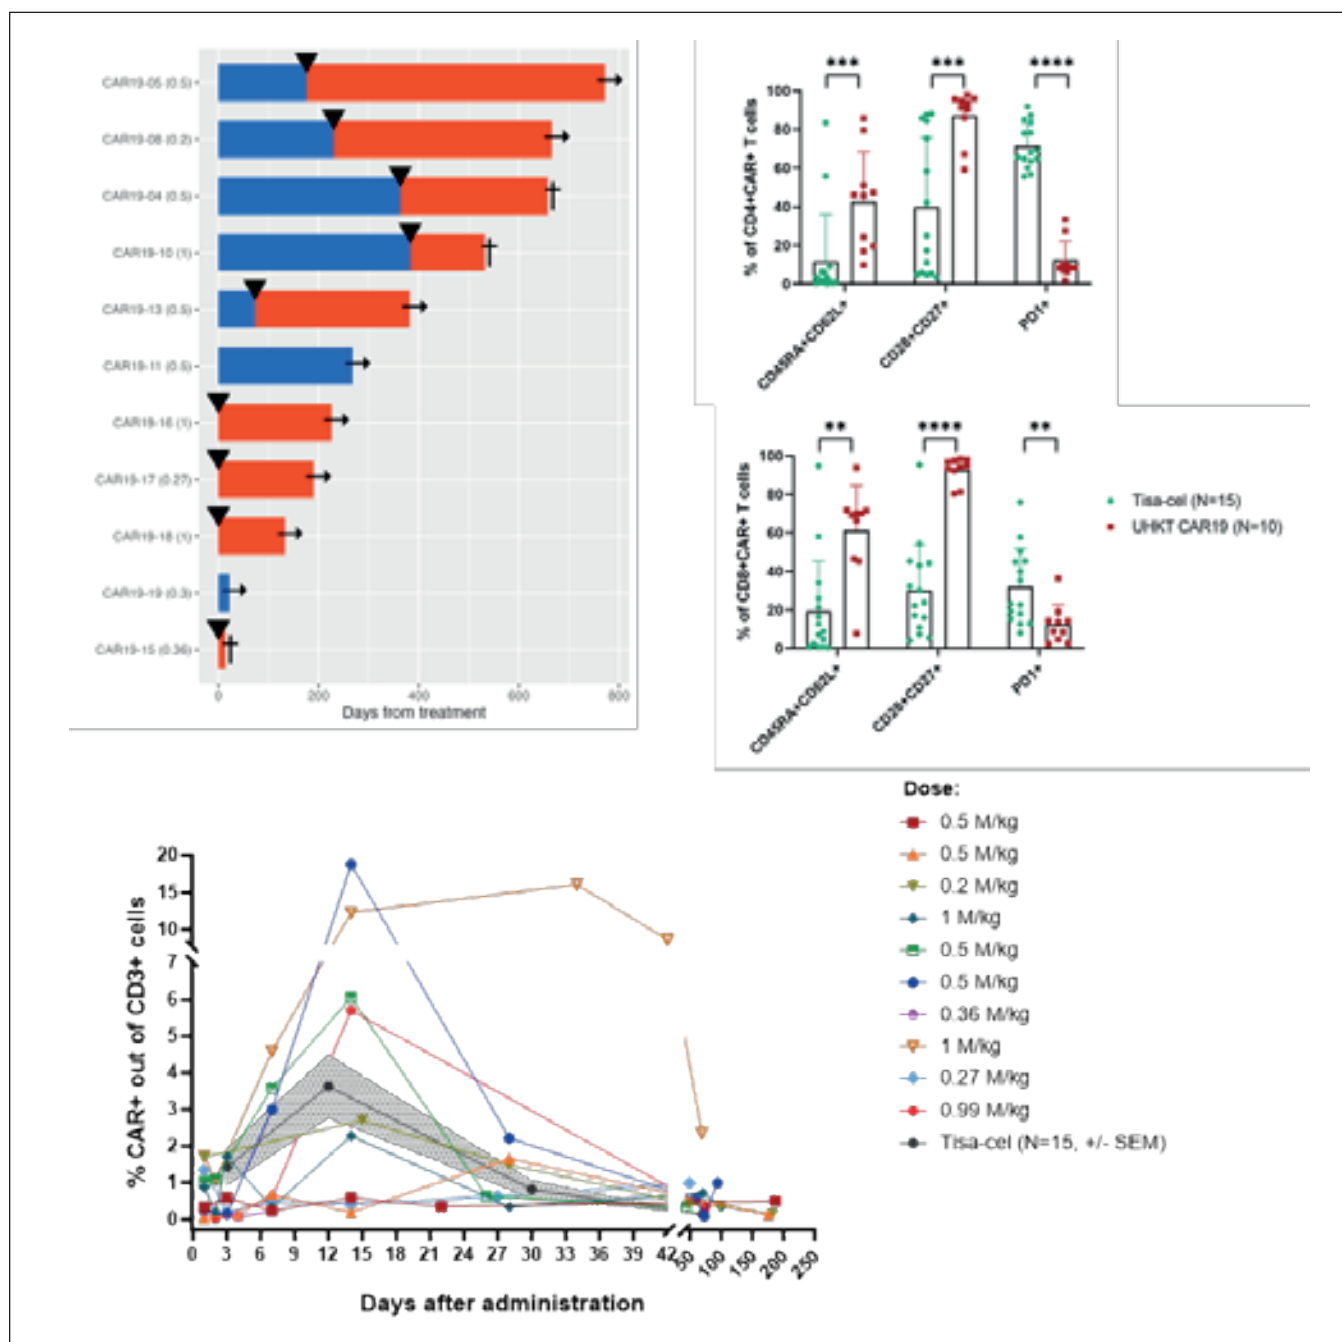 CAR19-05 (0.5)
CAR19-08 (0.2)
CAR19-04 (0.5)
CAR19-10 (1)
CAR19-13 (0.5)
CAR19-11 (0.5)
CAR19-16 (1)
CAR19-17 (0.27)
CAR19-18 (1)
CAR19-19 (0.3)
CAR19-15 (0.36)
0 200 400 600 800
Days from treatment
*** *** ****
% of CD4+CAR+ T cells
100
80
60
40
20
0
CD45RA+CD62L+ CD28+CD27+ PD1+
** **** **
% of CD8+CAR+ T cells
100
80
60
40
20
0
CD45RA+CD62L+ CD28+CD27+ PD1+
Tisa-cel (N=15)
UHKT CAR19 (N=10)
% CAR+ out of CD3+ cells
20
15
10
7
6
5
4
3
2
1
0
0 3 6 9 12 15 18 21 24 27 30 33 36 39 42 50 100 150 200 250
Days after administration
Dose:
0.5 M/kg
0.5 M/kg
0.2 M/kg
1 M/kg
0.5 M/kg
0.5 M/kg
0.36 M/kg
1 M/kg
0.27 M/kg
0.99 M/kg
Tisa-cel (N=15, +/- SEM)